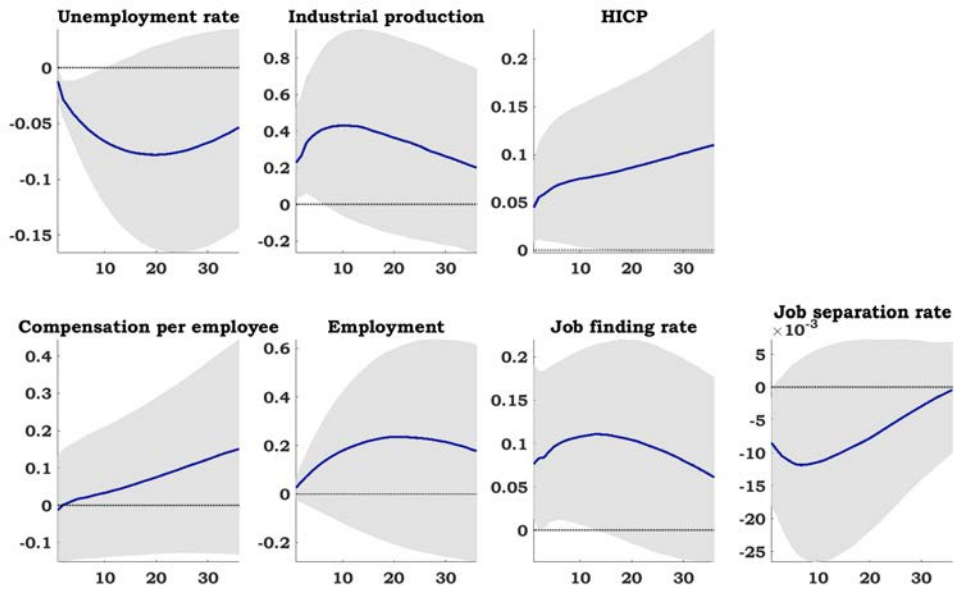 Unemployment rate
0
-0.05
-0.1
-0.15
10 20 30
Industrial production
0.8
0.6
0.4
0.2
0
-0.2
10 20 30
HICP
0.2
0.15
0.1
0.05
0
10 20 30
Compensation per employee
0.4
0.3
0.2
0.1
0
-0.1
10 20 30
Employment
0.6
0.4
0.2
0
-0.2
10 20 30
Job finding rate
0.2
0.15
0.1
0.05
0
10 20 30
Job separation rate
×10⁻³
5
0
-5
-10
-15
-20
-25
10 20 30